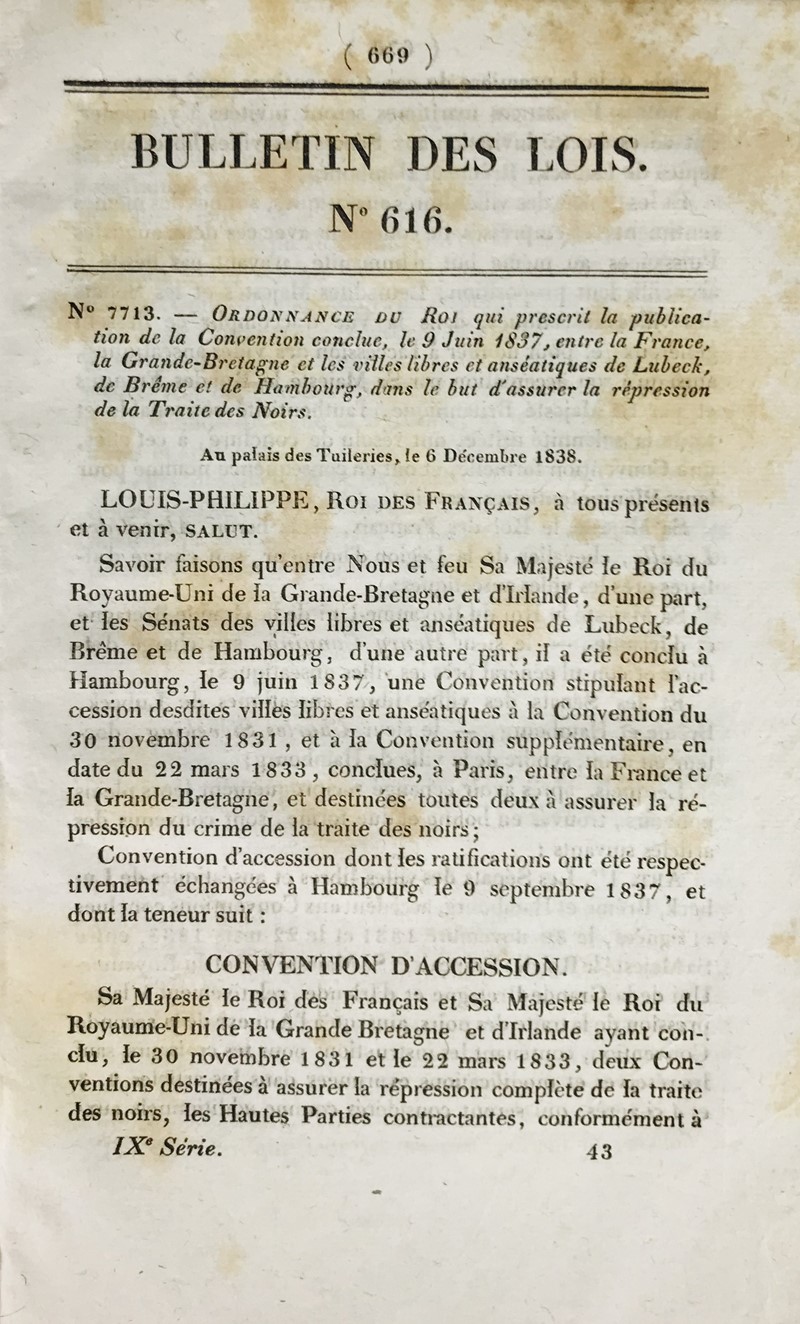 ( 669 )
BULLETIN DES LOIS.
N° 616.
N° 7713. — ORDONNANCE DU ROI qui prescrit la publica-
tion de la Convention conclue, le 9 Juin 1837, entre la France,
la Grande-Bretagne et les villes libres et anséatiques de Lubeck,
de Brême et de Hambourg, dans le but d'assurer la répression
de la Traite des Noirs.
Au palais des Tuileries, le 6 Décembre 1838.
LOUIS-PHILIPPE, ROI DES FRANÇAIS, à tous présents
et à venir, SALUT.
Savoir faisons qu'entre Nous et feu Sa Majesté le Roi du
Royaume-Uni de la Grande-Bretagne et d'Irlande, d'une part,
et les Sénats des villes libres et anséatiques de Lubeck, de
Brême et de Hambourg, d'une autre part, il a été conclu à
Hambourg, le 9 juin 1837, une Convention stipulant l'ac-
cession desdites villes libres et anséatiques à la Convention du
30 novembre 1831, et à la Convention supplémentaire, en
date du 22 mars 1833, conclues, à Paris, entre la France et
la Grande-Bretagne, et destinées toutes deux à assurer la ré-
pression du crime de la traite des noirs;
Convention d'accession dont les ratifications ont été respec-
tivement échangées à Hambourg le 9 septembre 1837, et
dont la teneur suit :
CONVENTION D'ACCESSION.
Sa Majesté le Roi des Français et Sa Majesté le Roi du
Royaume-Uni de la Grande Bretagne et d'Irlande ayant con-
clu, le 30 novembre 1831 et le 22 mars 1833, deux Con-
ventions destinées à assurer la répression complète de la traite
des noirs, les Hautes Parties contractantes, conformément à
IXe Série. 43